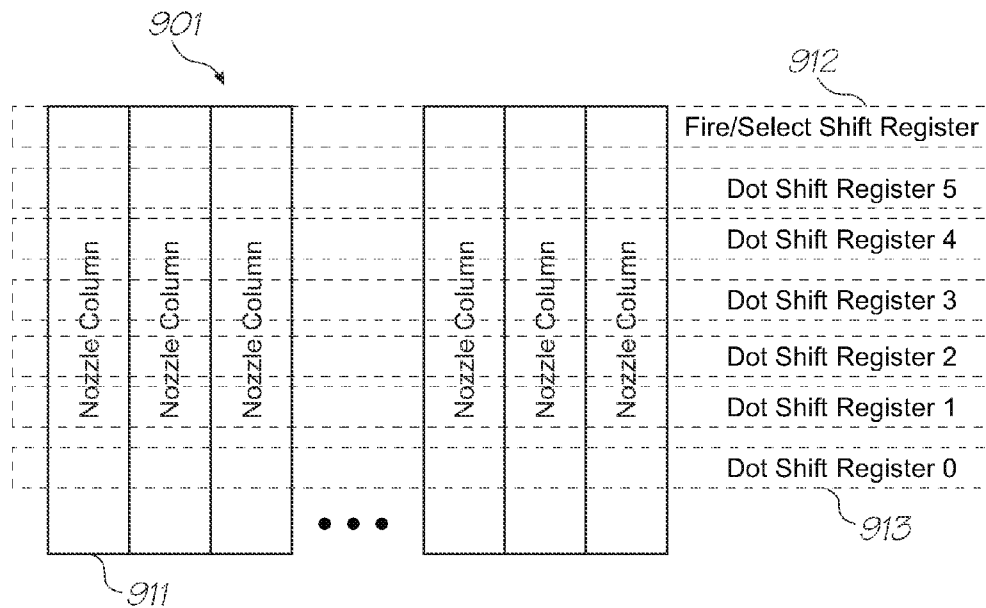 901
912
Fire/Select Shift Register
Dot Shift Register 5
Dot Shift Register 4
Dot Shift Register 3
Dot Shift Register 2
Dot Shift Register 1
Dot Shift Register 0
Nozzle Column
Nozzle Column
Nozzle Column
Nozzle Column
Nozzle Column
Nozzle Column
913
911